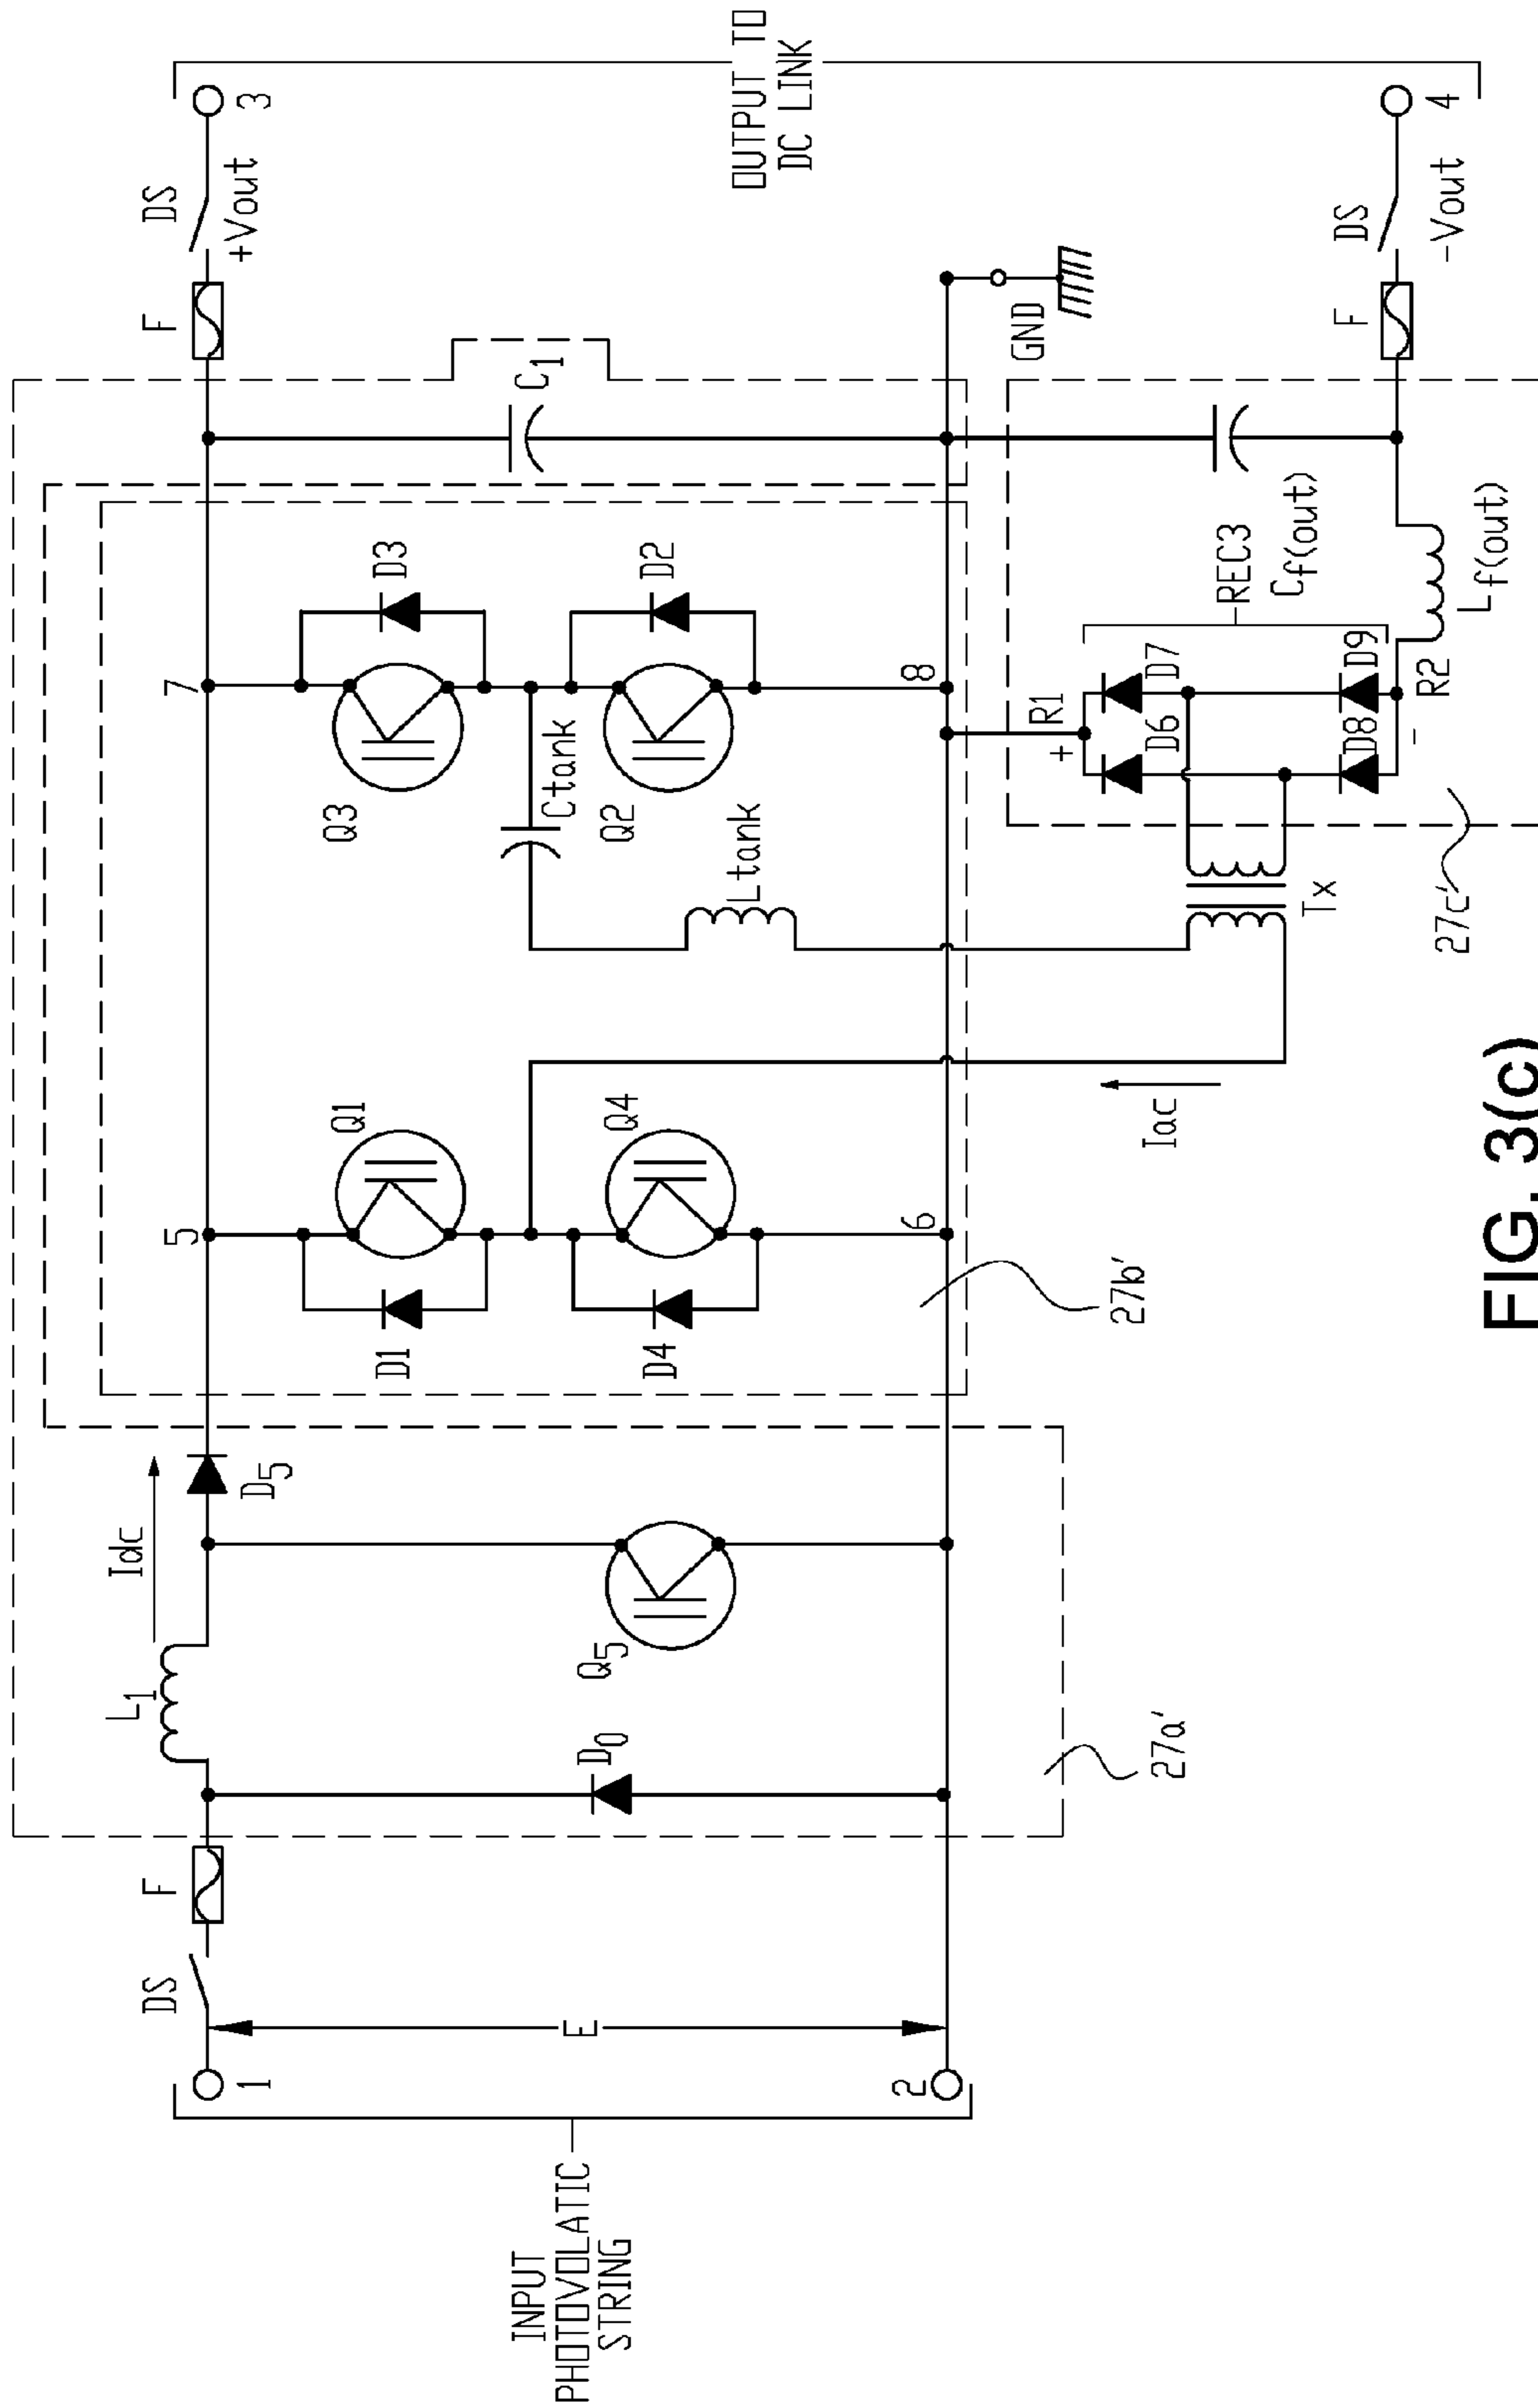 INPUT
PHOTOVOLATIC
STRING
1
2
E
DS
F
D0
L1
Idc
Q5
D5
27a'
5
6
D1
Q1
D4
Q4
27b'
Iac
7
8
Q3
D3
Ctank
Q2
D2
Ltank
Tx
C1
R1
+
D6
D7
D8
D9
R2
-
REC3
Cf(out)
Lf(out)
27c'
GND
F
DS
+Vout
3
F
DS
-Vout
4
OUTPUT TO
DC LINK
FIG. 3(c)